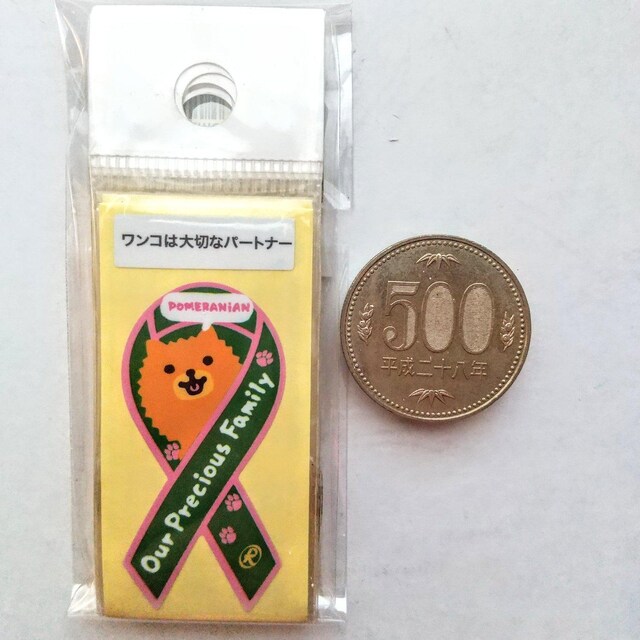 ワンコは大切なパートナー
POMERANiAN
Our Precious Family
500
平成二十八年